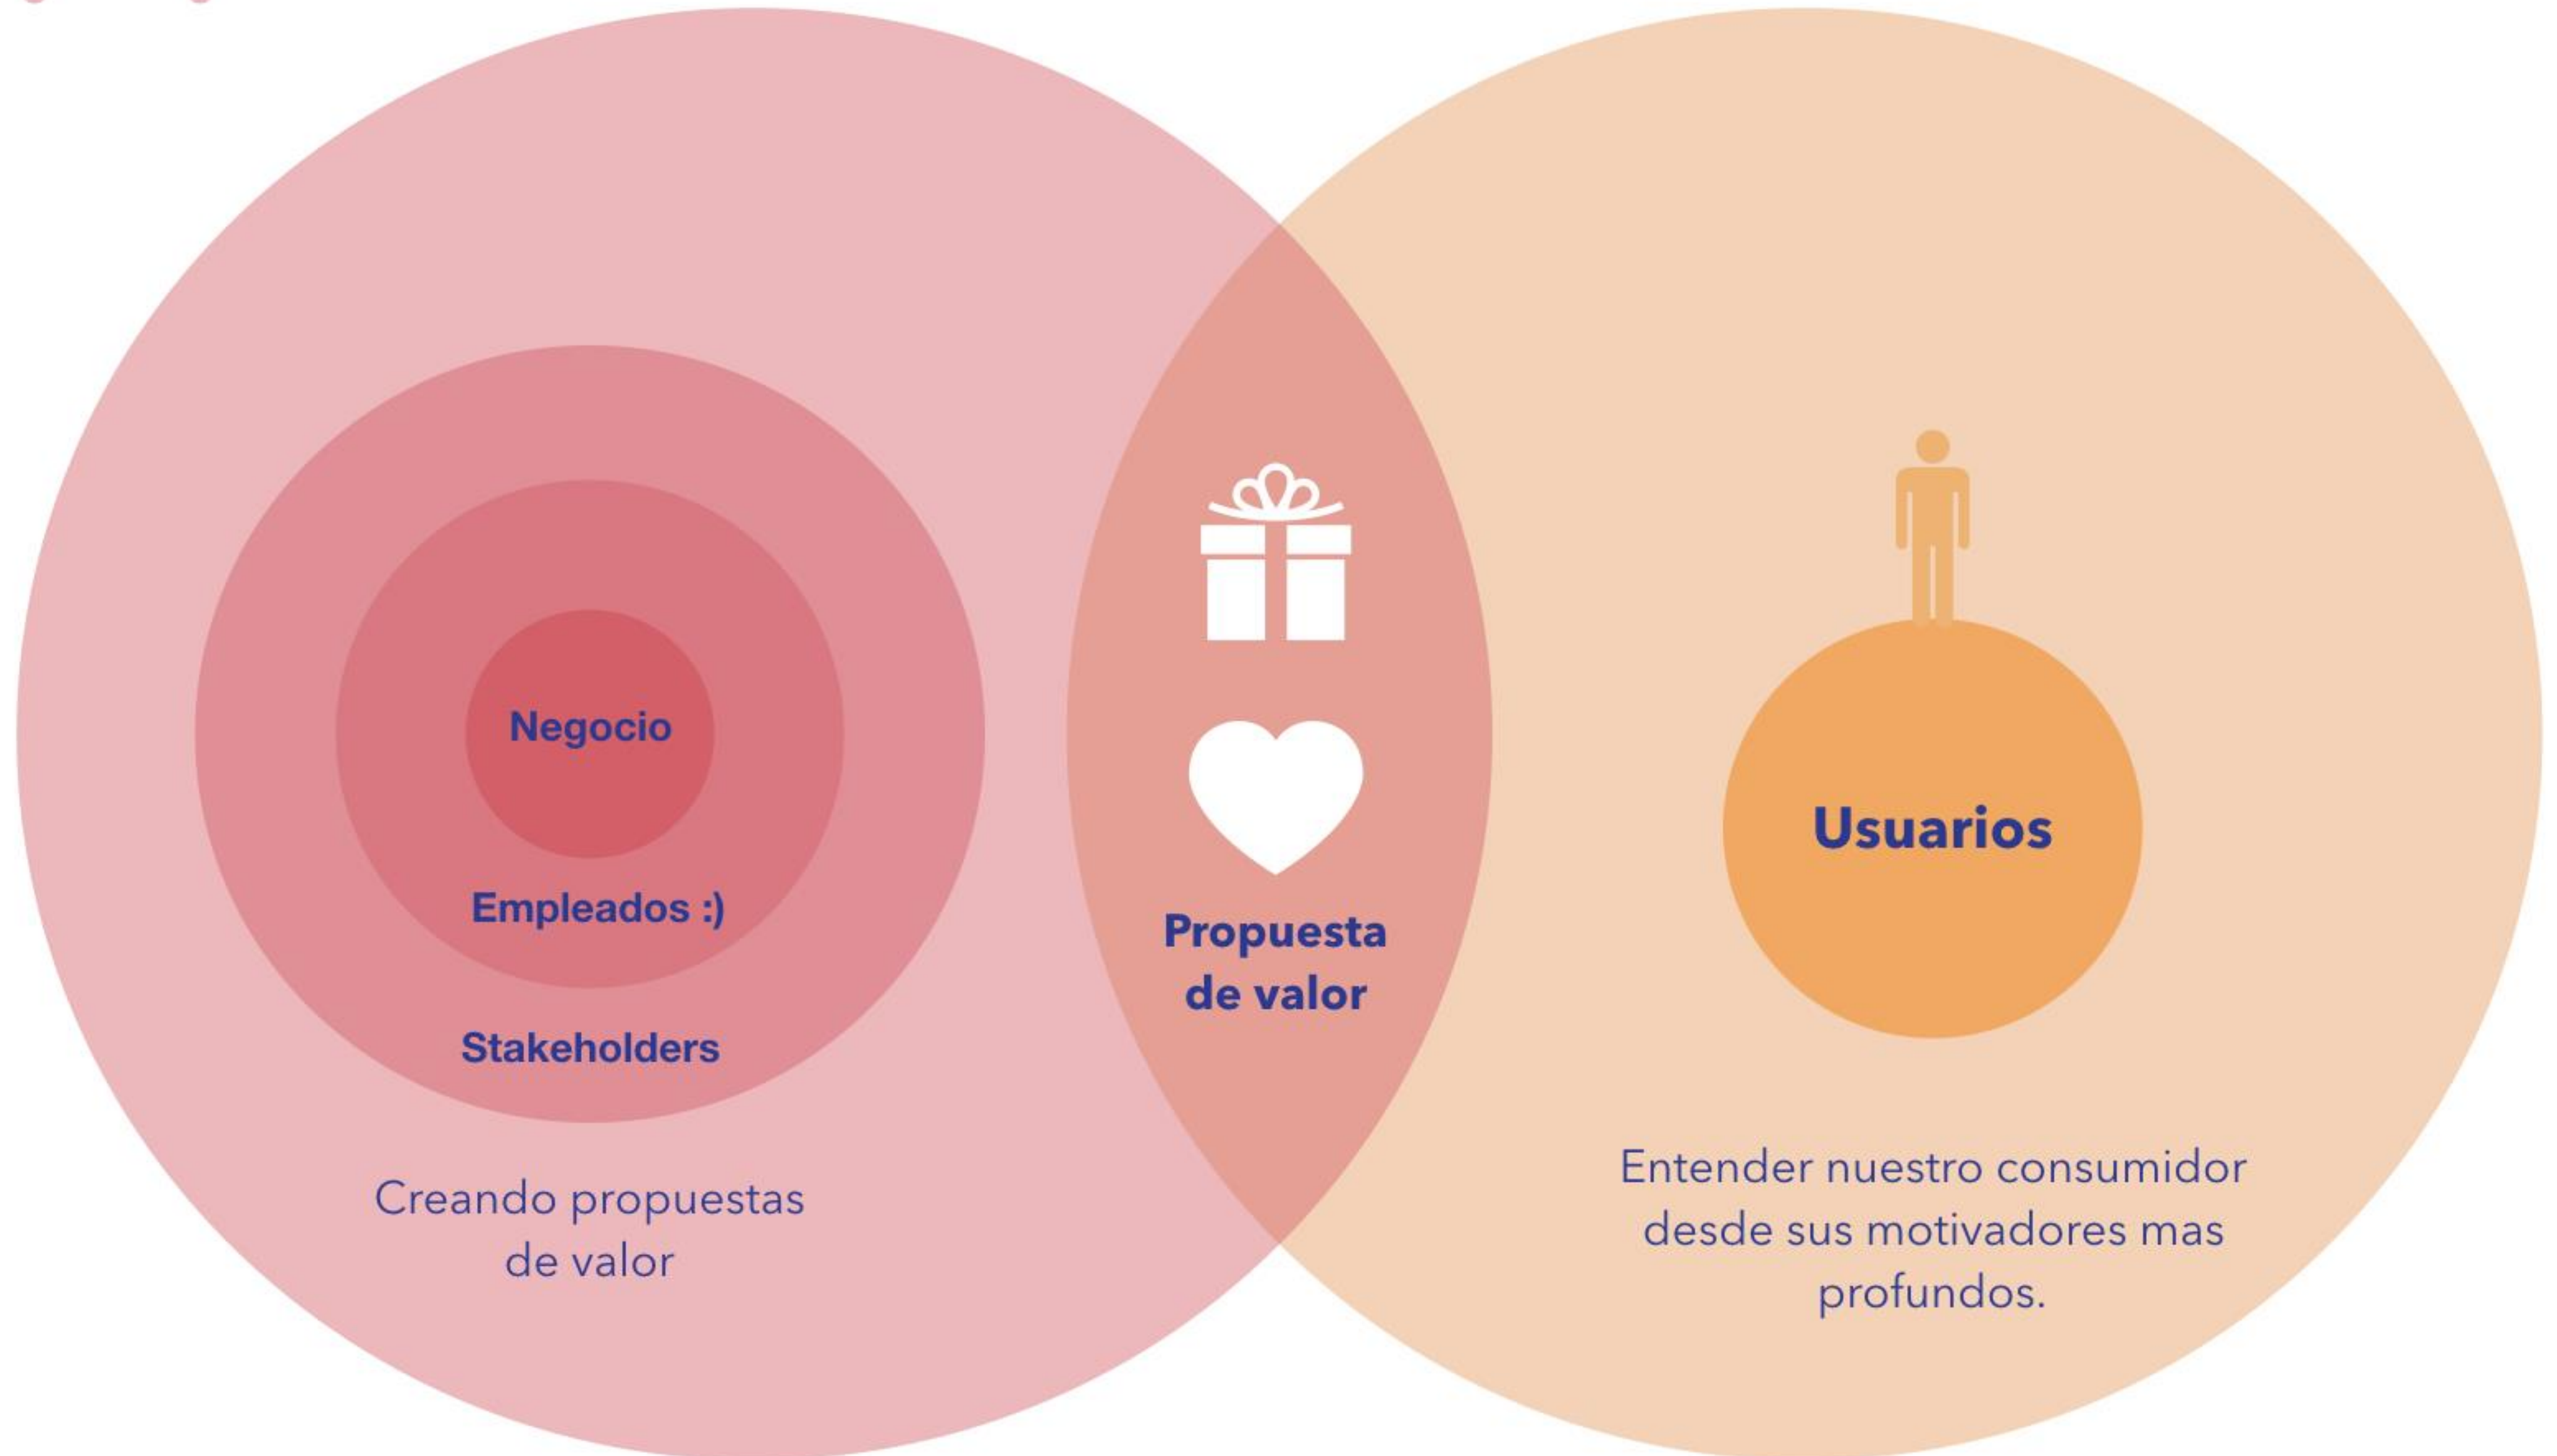 Negocio
Empleados :)
Stakeholders
Creando propuestas
de valor
Propuesta
de valor
Usuarios
Entender nuestro consumidor
desde sus motivadores mas
profundos.